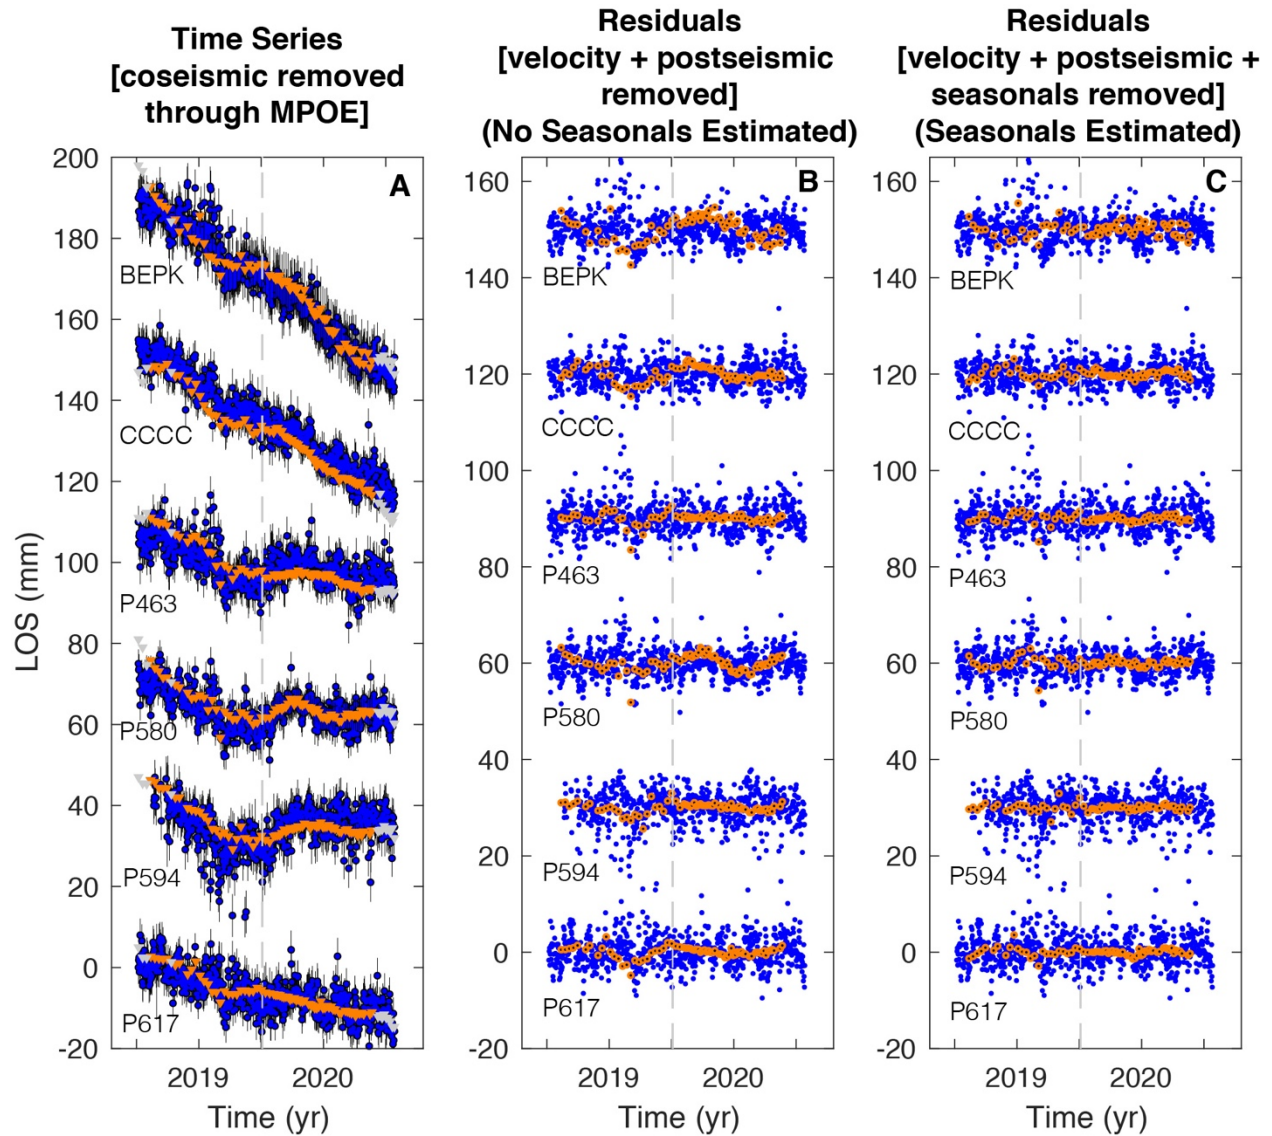 Time Series
[coseismic removed
through MPOE]
Residuals
[velocity + postseismic
removed]
(No Seasonals Estimated)
Residuals
[velocity + postseismic +
seasonals removed]
(Seasonals Estimated)
LOS (mm)
200
180
160
140
120
100
80
60
40
20
0
-20
A
BEPK
CCCC
P463
P580
P594
P617
2019 2020
Time (yr)
160
140
120
100
80
60
40
20
0
-20
B
BEPK
CCCC
P463
P580
P594
P617
2019 2020
Time (yr)
160
140
120
100
80
60
40
20
0
-20
C
BEPK
CCCC
P463
P580
P594
P617
2019 2020
Time (yr)